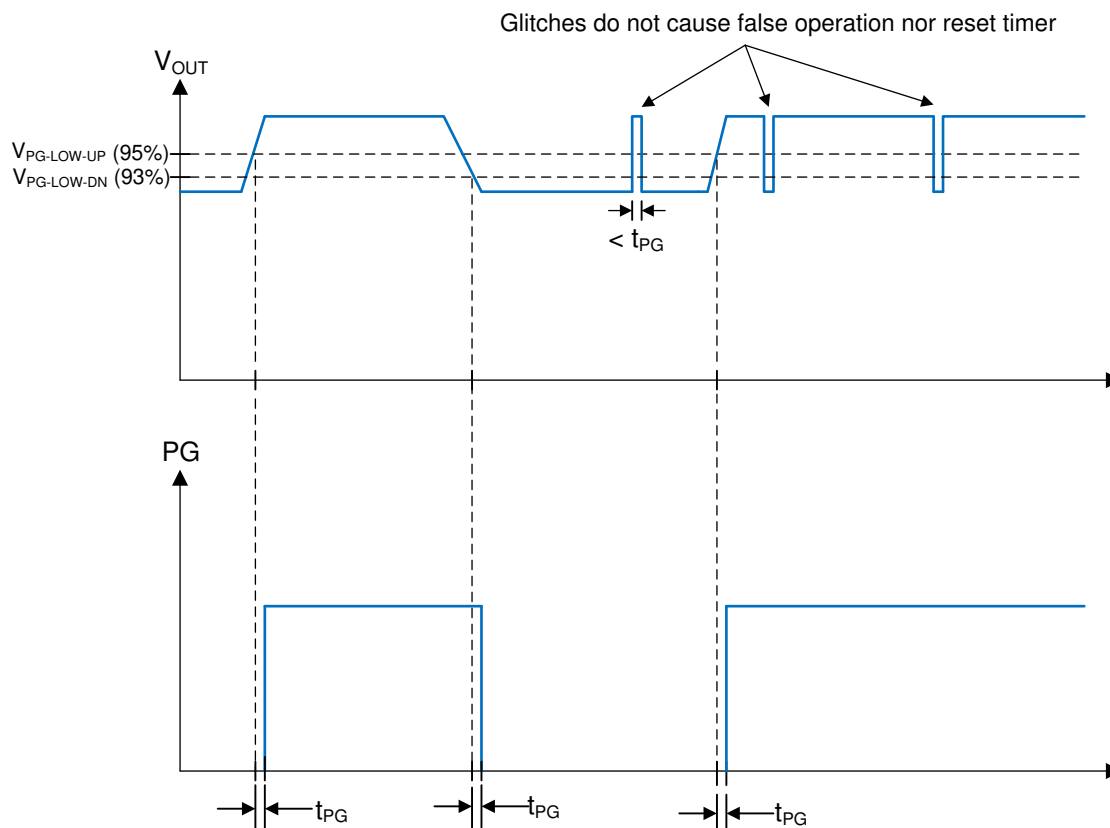 Glitches do not cause false operation nor reset timer
VOUT
VPG-LOW-UP (95%)
VPG-LOW-DN (93%)
< tPG
PG
tPG
tPG
tPG